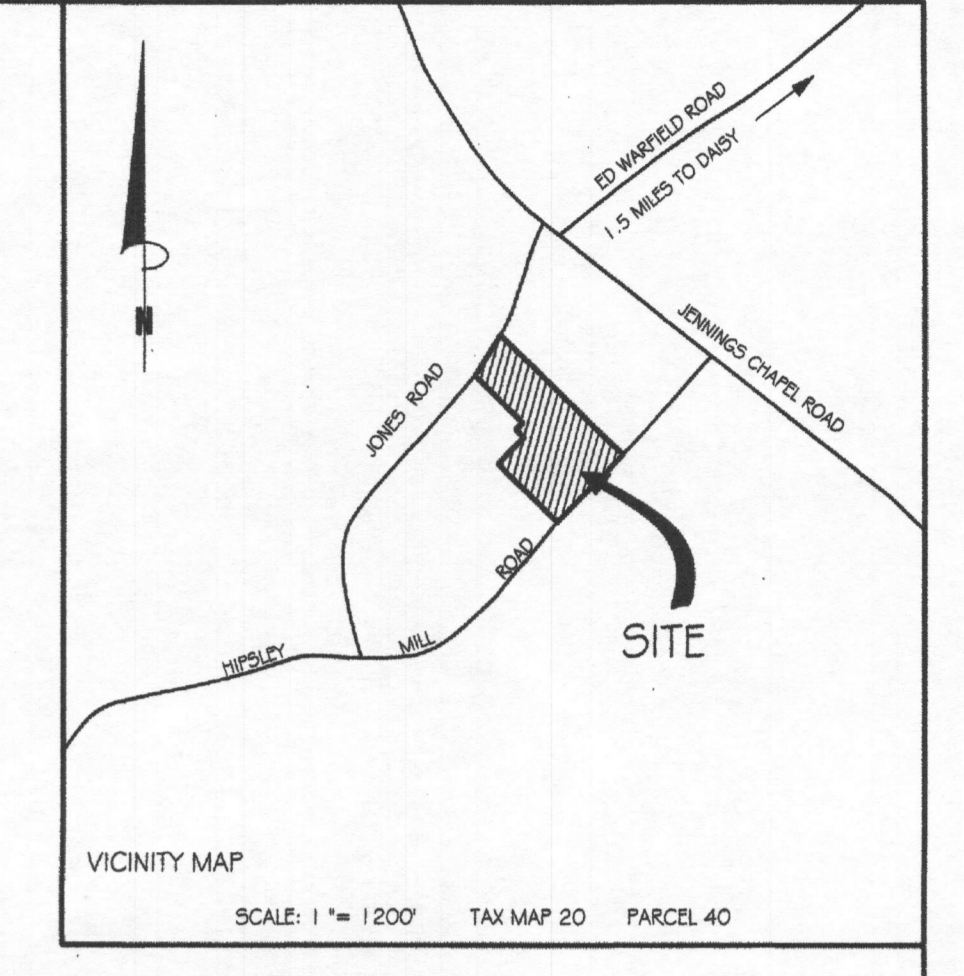 ED WARFIELD ROAD
1.5 MILES TO DAISY
N
JENNINGS CHAPEL ROAD
JONES ROAD
HIPSLEY MILL ROAD
SITE
VICINITY MAP
SCALE: 1 "= 1200' TAX MAP 20 PARCEL 40